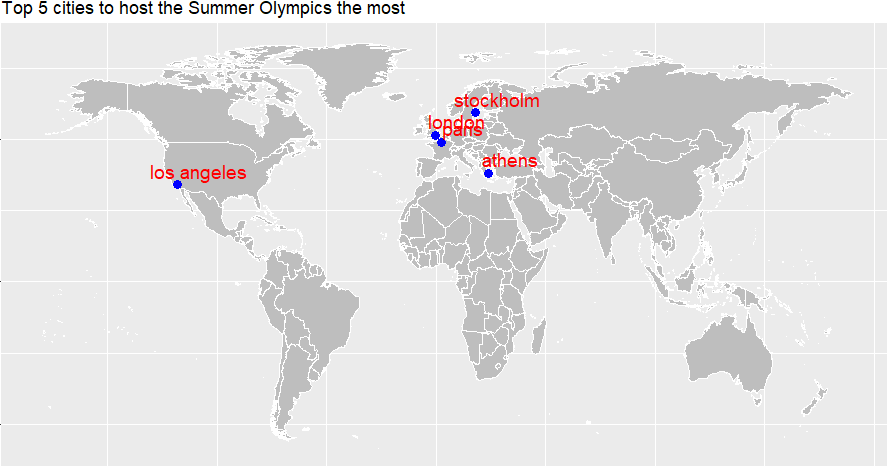 Top 5 cities to host the Summer Olympics the most
stockholm
london
paris
athens
los angeles